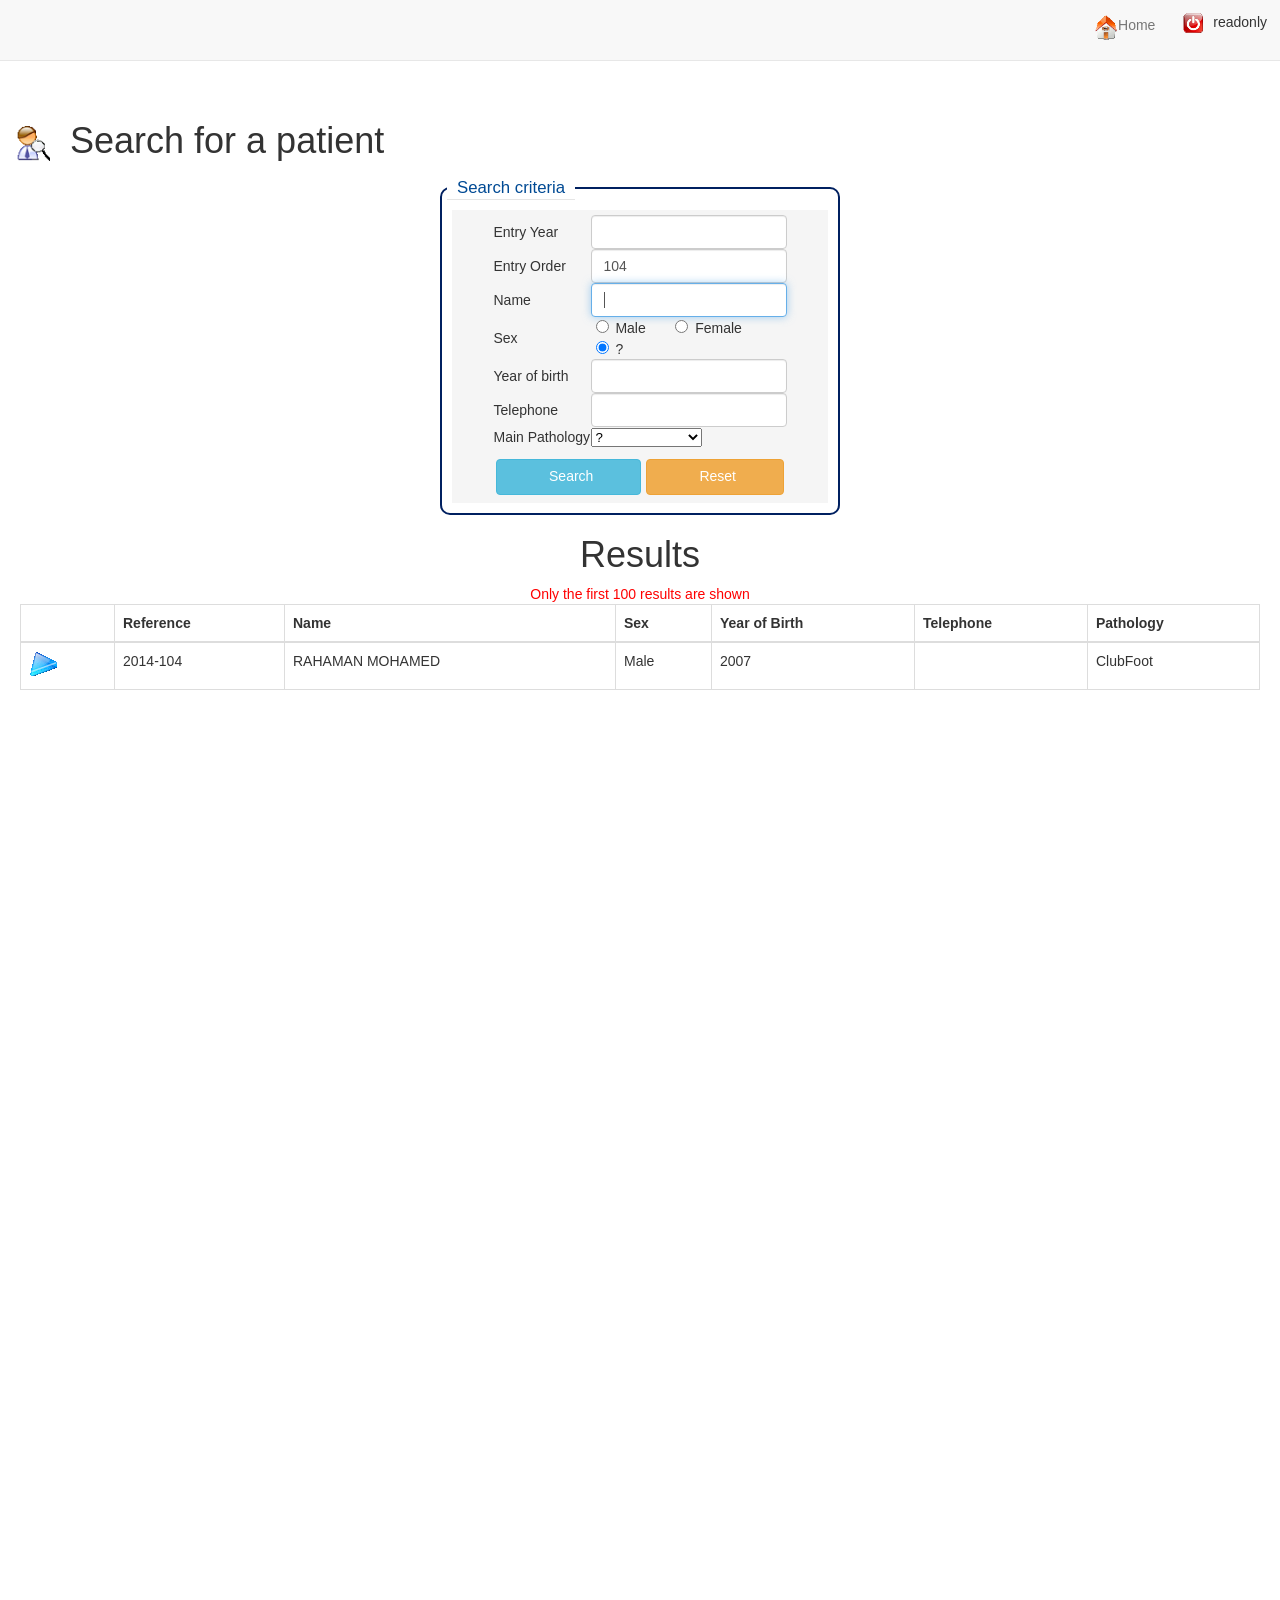 Home readonly
Search for a patient
Search criteria
Entry Year
Entry Order 104
Name
Sex Male Female
?
Year of birth
Telephone
Main Pathology ?
Search Reset
Results
Only the first 100 results are shown
Reference Name Sex Year of Birth Telephone Pathology
2014-104 RAHAMAN MOHAMED Male 2007 ClubFoot